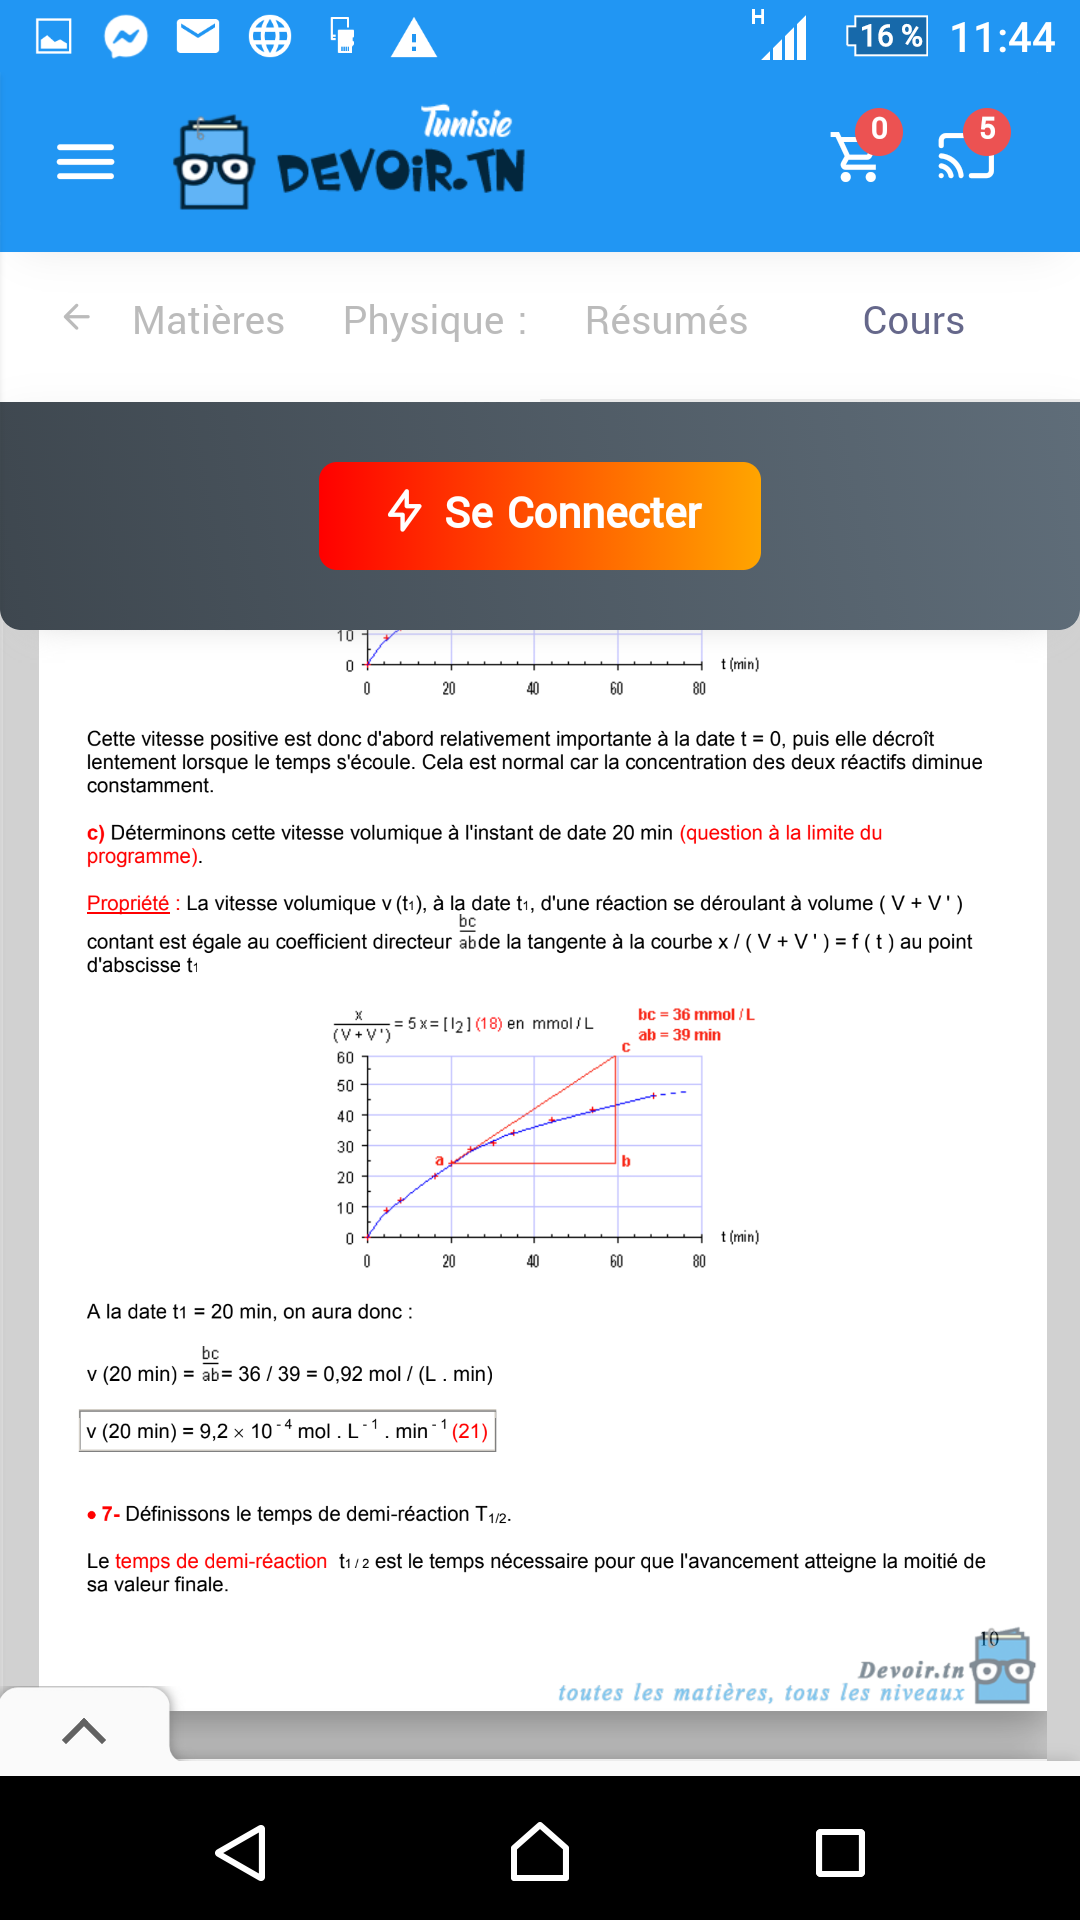 H 16 % 11:44
Tunisie
DEVOiR.TN
0 5
Matières Physique : Résumés Cours
Se Connecter
10
0 t (min)
0 20 40 60 80
Cette vitesse positive est donc d'abord relativement importante à la date t = 0, puis elle décroît
lentement lorsque le temps s'écoule. Cela est normal car la concentration des deux réactifs diminue
constamment.
c) Déterminons cette vitesse volumique à l'instant de date 20 min (question à la limite du
programme).
Propriété : La vitesse volumique v (t1), à la date t1, d'une réaction se déroulant à volume ( V + V ' )
contant est égale au coefficient directeur bc/ab de la tangente à la courbe x / ( V + V ' ) = f ( t ) au point
d'abscisse t1
x / (V + V ') = 5 x = [ I2 ] (18) en mmol / L
bc = 36 mmol / L
ab = 39 min
c
60
50
40
30
a b
20
10
0 t (min)
0 20 40 60 80
A la date t1 = 20 min, on aura donc :
v (20 min) = bc/ab = 36 / 39 = 0,92 mol / (L . min)
v (20 min) = 9,2 × 10⁻⁴ mol . L⁻¹ . min⁻¹ (21)
• 7- Définissons le temps de demi-réaction T1/2.
Le temps de demi-réaction t1 / 2 est le temps nécessaire pour que l'avancement atteigne la moitié de
sa valeur finale.
10
Devoir.tn
toutes les matières, tous les niveaux